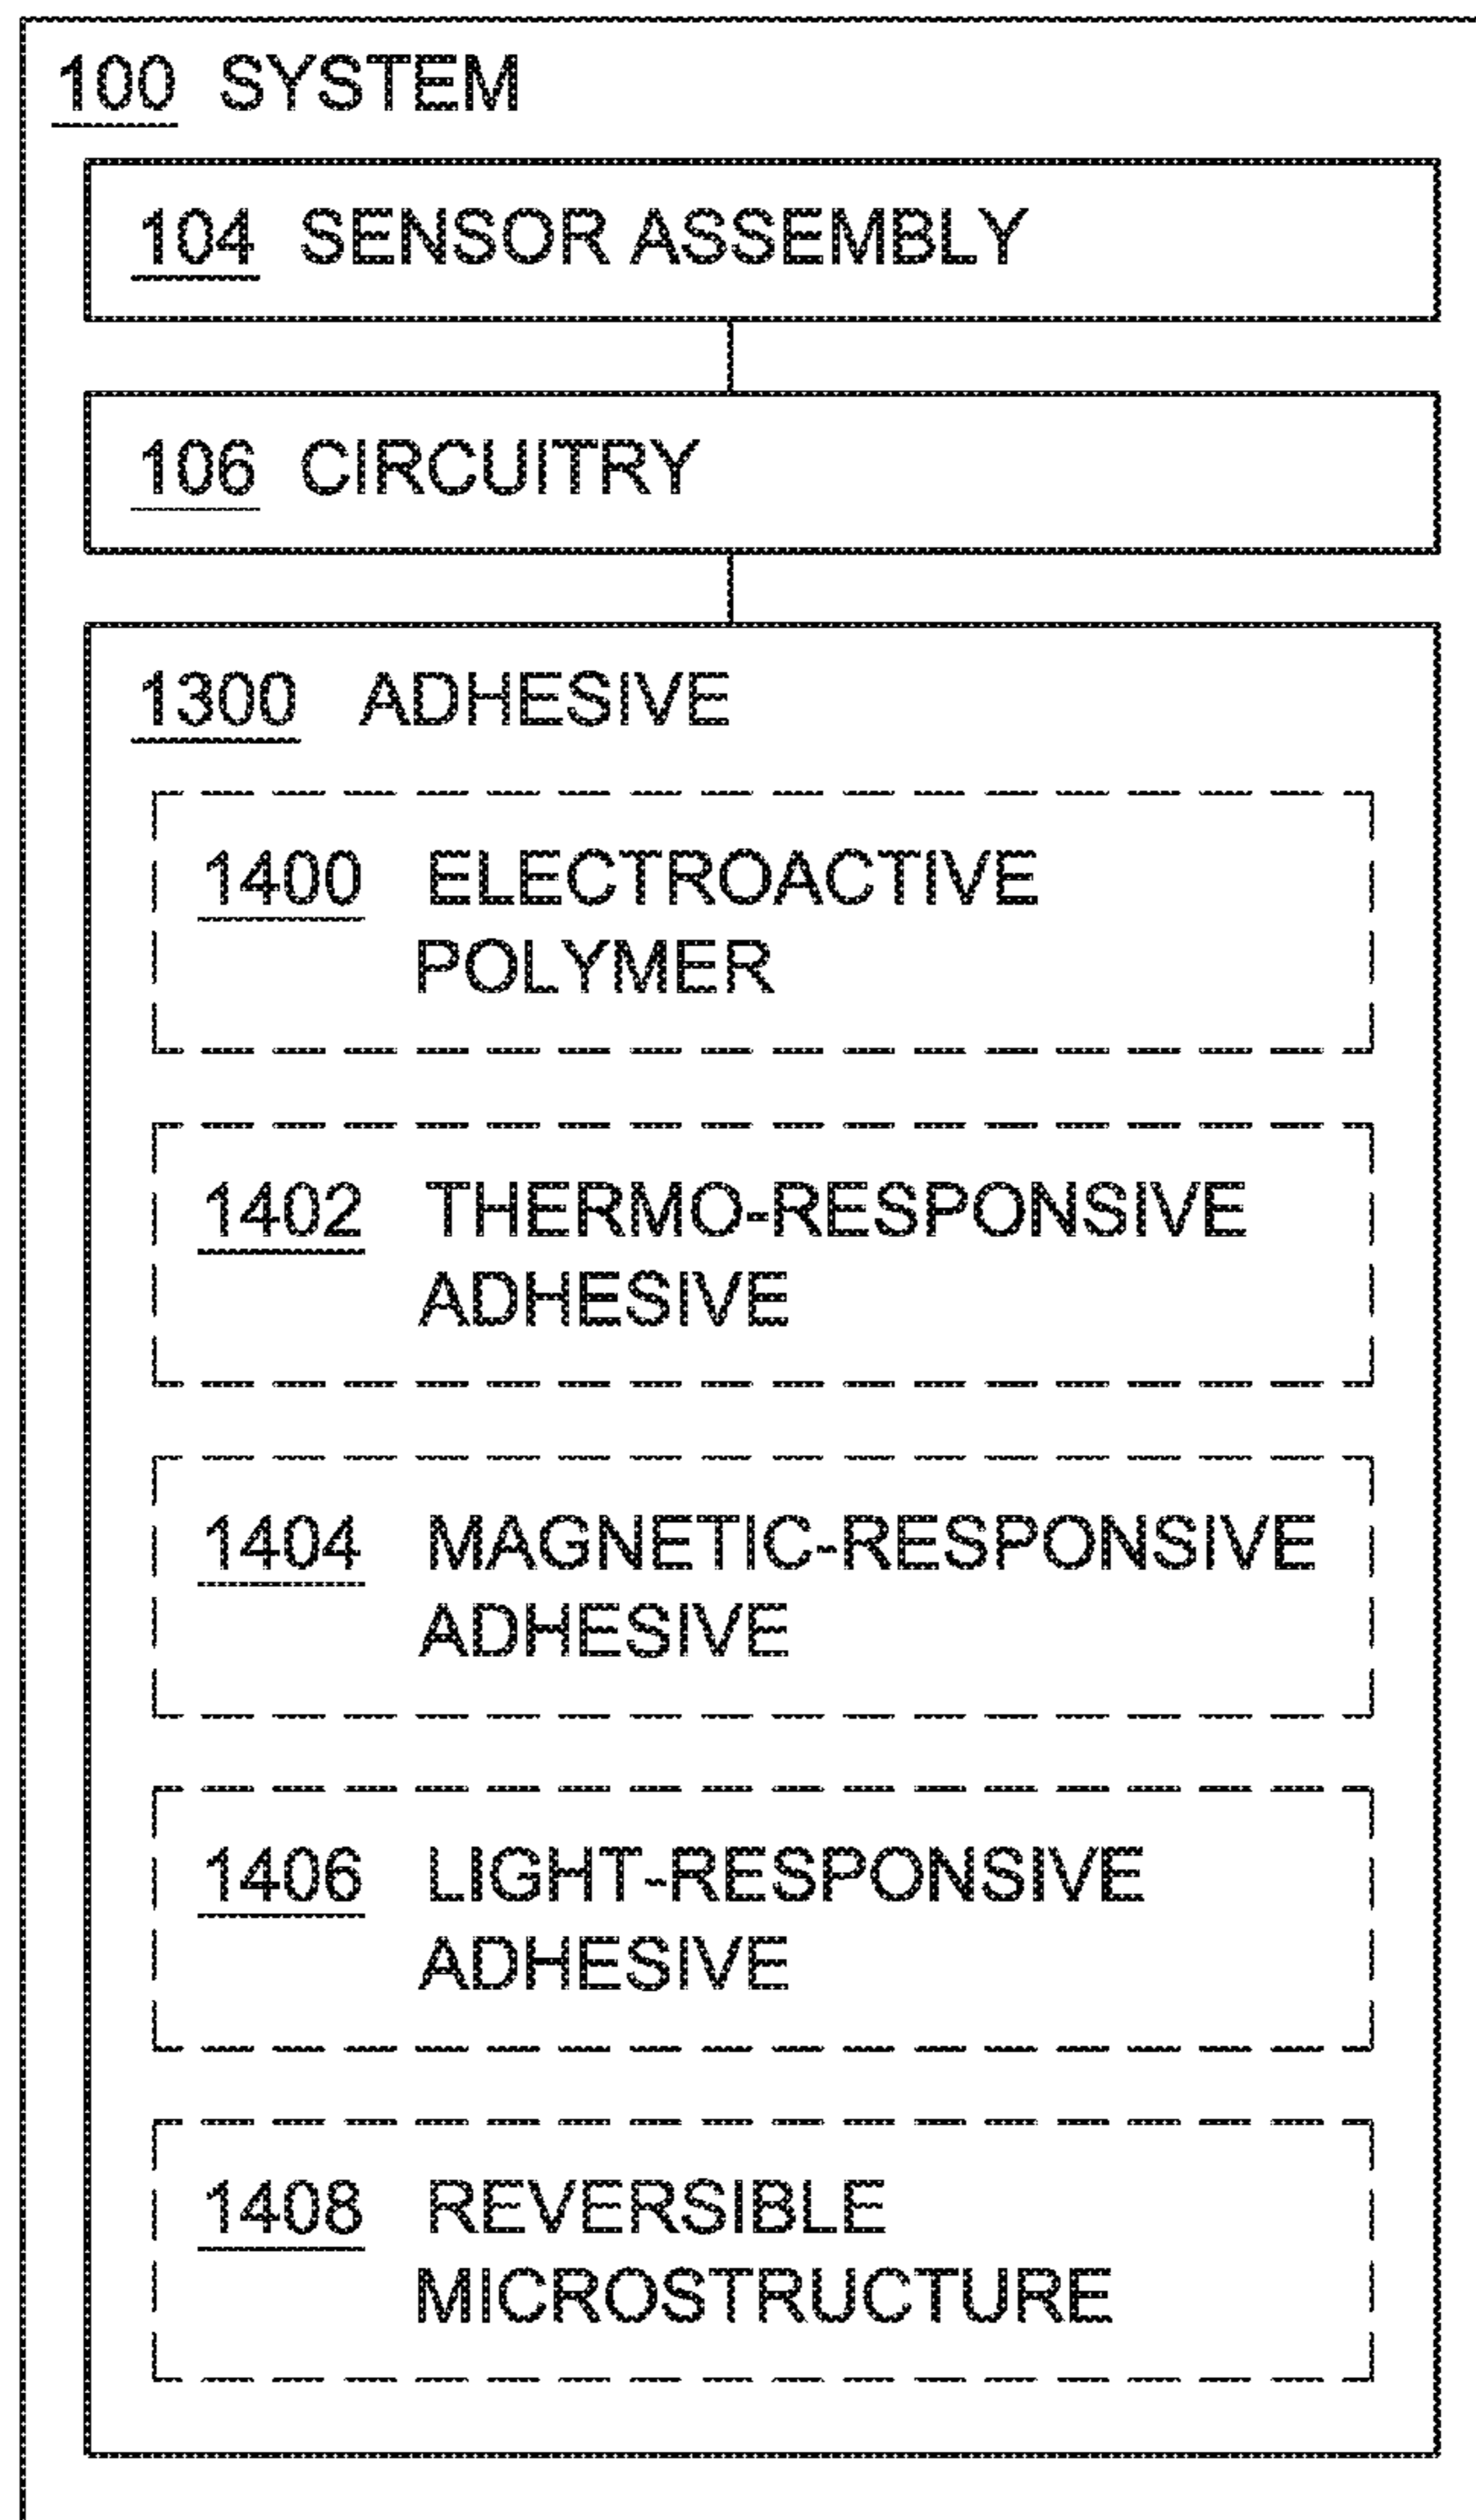 100 SYSTEM
104 SENSOR ASSEMBLY
106 CIRCUITRY
1300 ADHESIVE
1400 ELECTROACTIVE
POLYMER
1402 THERMO-RESPONSIVE
ADHESIVE
1404 MAGNETIC-RESPONSIVE
ADHESIVE
1406 LIGHT-RESPONSIVE
ADHESIVE
1408 REVERSIBLE
MICROSTRUCTURE